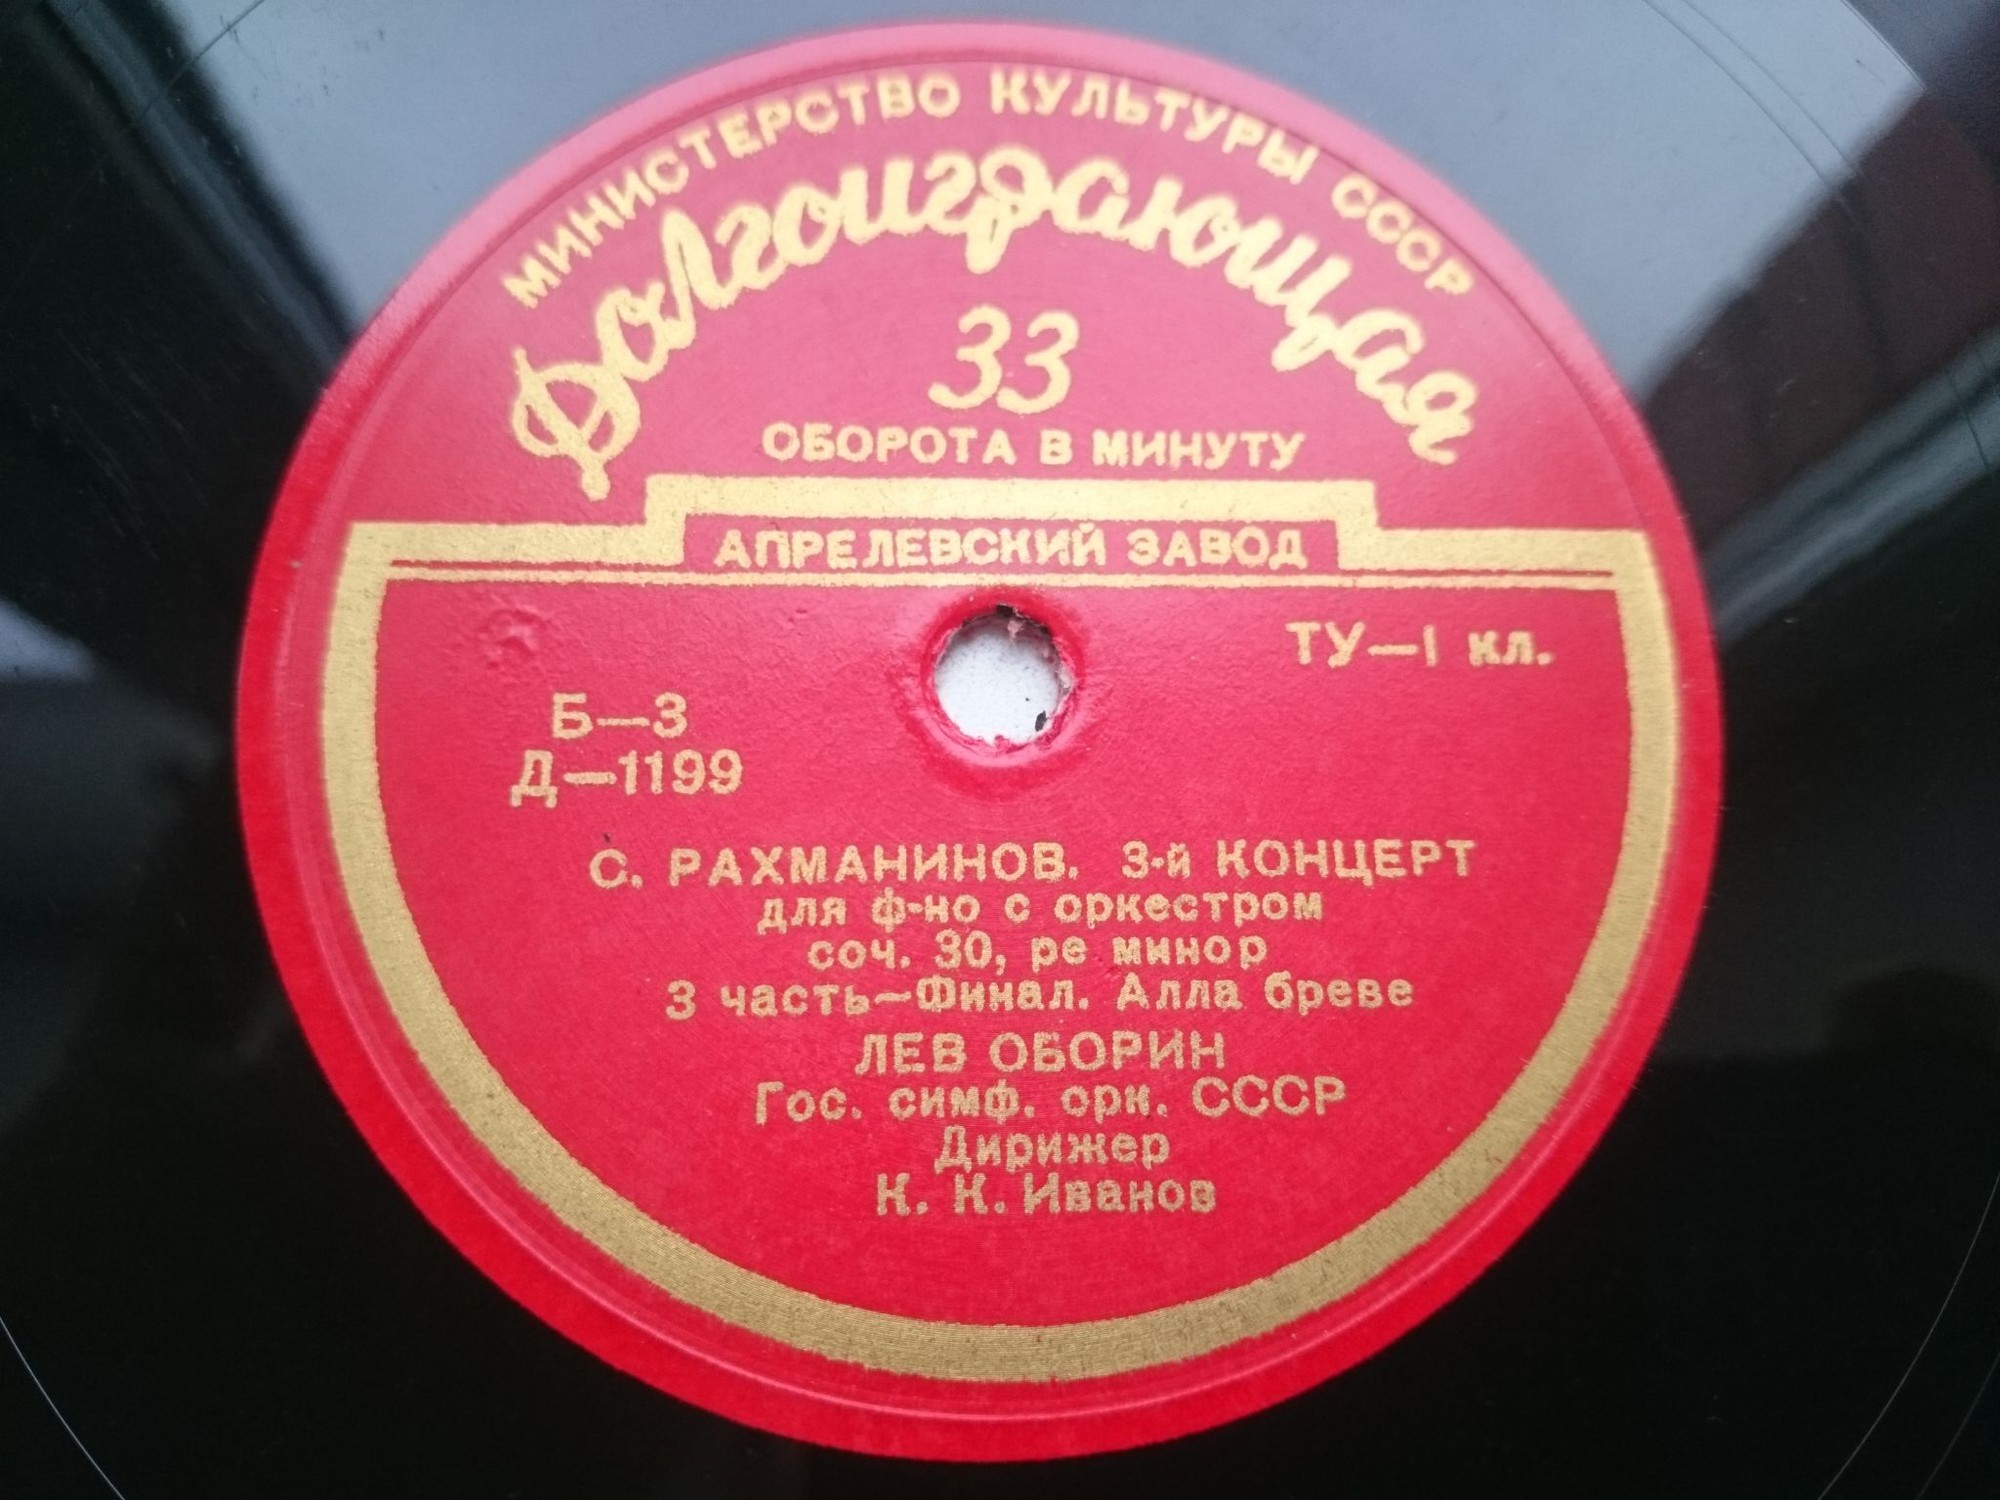 МИНИСТЕРСТВО КУЛЬТУРЫ СССР
Долгоиграющая
33
ОБОРОТА В МИНУТУ
АПРЕЛЕВСКИЙ ЗАВОД
ТУ—1 кл.
Б—3
Д—1199
С. РАХМАНИНОВ. 3-й КОНЦЕРТ
для ф-но с оркестром
соч. 30, ре минор
3 часть—Финал. Алла бреве
ЛЕВ ОБОРИН
Гос. симф. орк. СССР
Дирижер
К. К. Иванов